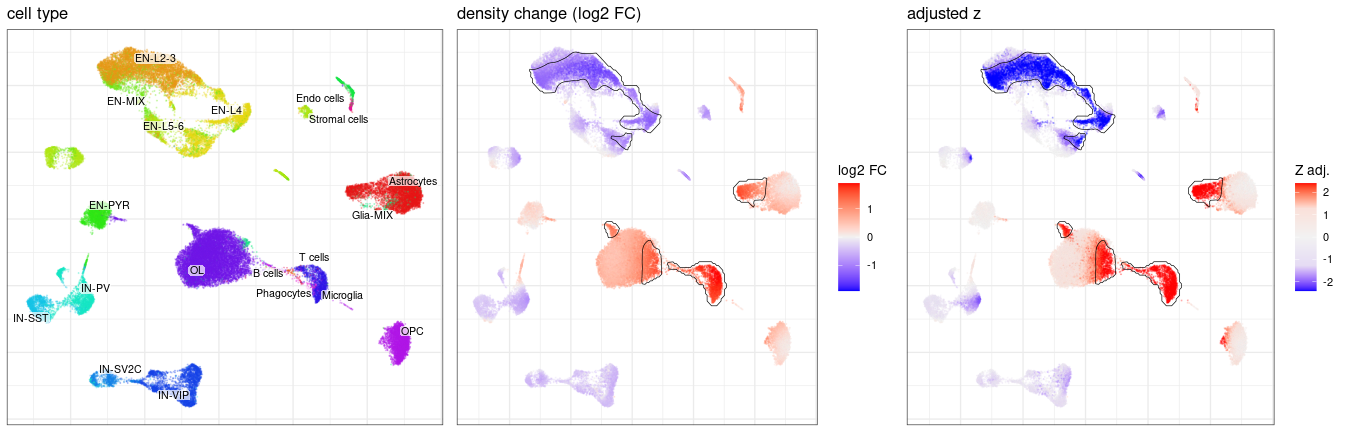 cell type
EN-L2-3
EN-MIX
EN-L4
EN-L5-6
Endo cells
Stromal cells
Astrocytes
Glia-MIX
EN-PYR
OL
T cells
B cells
Phagocytes
Microglia
IN-PV
IN-SST
OPC
IN-SV2C
IN-VIP
density change (log2 FC)
log2 FC
1
0
-1
adjusted z
Z adj.
2
1
0
-1
-2